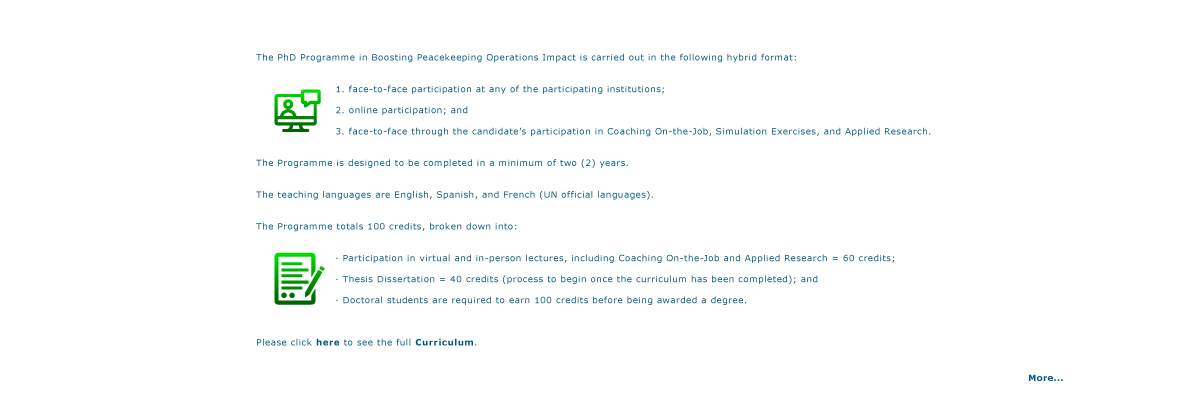 The PhD Programme in Boosting Peacekeeping Operations Impact is carried out in the following hybrid format:
1. face-to-face participation at any of the participating institutions;
2. online participation; and
3. face-to-face through the candidate's participation in Coaching On-the-Job, Simulation Exercises, and Applied Research.
The Programme is designed to be completed in a minimum of two (2) years.
The teaching languages are English, Spanish, and French (UN official languages).
The Programme totals 100 credits, broken down into:
· Participation in virtual and in-person lectures, including Coaching On-the-Job and Applied Research = 60 credits;
· Thesis Dissertation = 40 credits (process to begin once the curriculum has been completed); and
· Doctoral students are required to earn 100 credits before being awarded a degree.
Please click here to see the full Curriculum.
More...